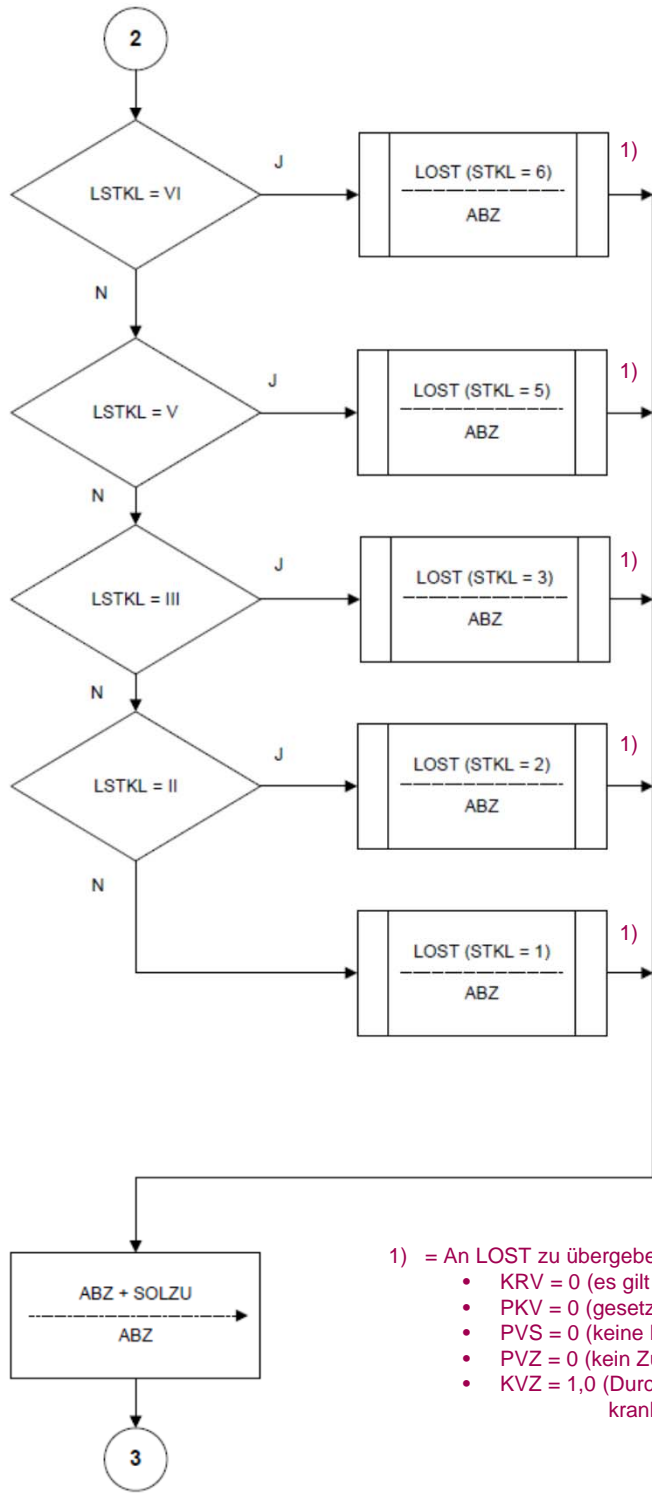 2
LSTKL = VI
J
LOST (STKL = 6)
ABZ
1)
N
LSTKL = V
J
LOST (STKL = 5)
ABZ
1)
N
LSTKL = III
J
LOST (STKL = 3)
ABZ
1)
N
LSTKL = II
J
LOST (STKL = 2)
ABZ
1)
N
LOST (STKL = 1)
ABZ
1)
ABZ + SOLZU
ABZ
3
1) = An LOST zu übergebe
• KRV = 0 (es gilt
• PKV = 0 (gesetz
• PVS = 0 (keine
• PVZ = 0 (kein Zu
• KVZ = 1,0 (Durc
kran